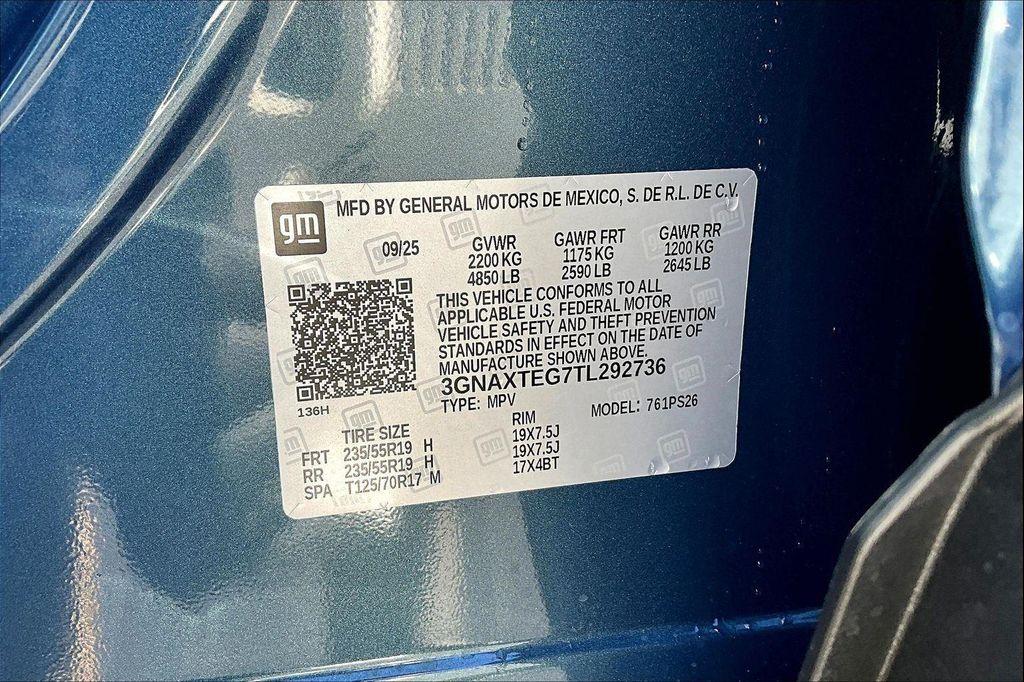 gm
MFD BY GENERAL MOTORS DE MEXICO, S. DE R.L. DE C.V.
09/25 GVWR GAWR FRT GAWR RR
2200 KG 1175 KG 1200 KG
4850 LB 2590 LB 2645 LB
THIS VEHICLE CONFORMS TO ALL
APPLICABLE U.S. FEDERAL MOTOR
VEHICLE SAFETY AND THEFT PREVENTION
STANDARDS IN EFFECT ON THE DATE OF
MANUFACTURE SHOWN ABOVE.
3GNAXTEG7TL292736
136H
TYPE: MPV MODEL: 761PS26
TIRE SIZE RIM
FRT 235/55R19 H 19X7.5J
RR 235/55R19 H 19X7.5J
SPA T125/70R17 M 17X4BT